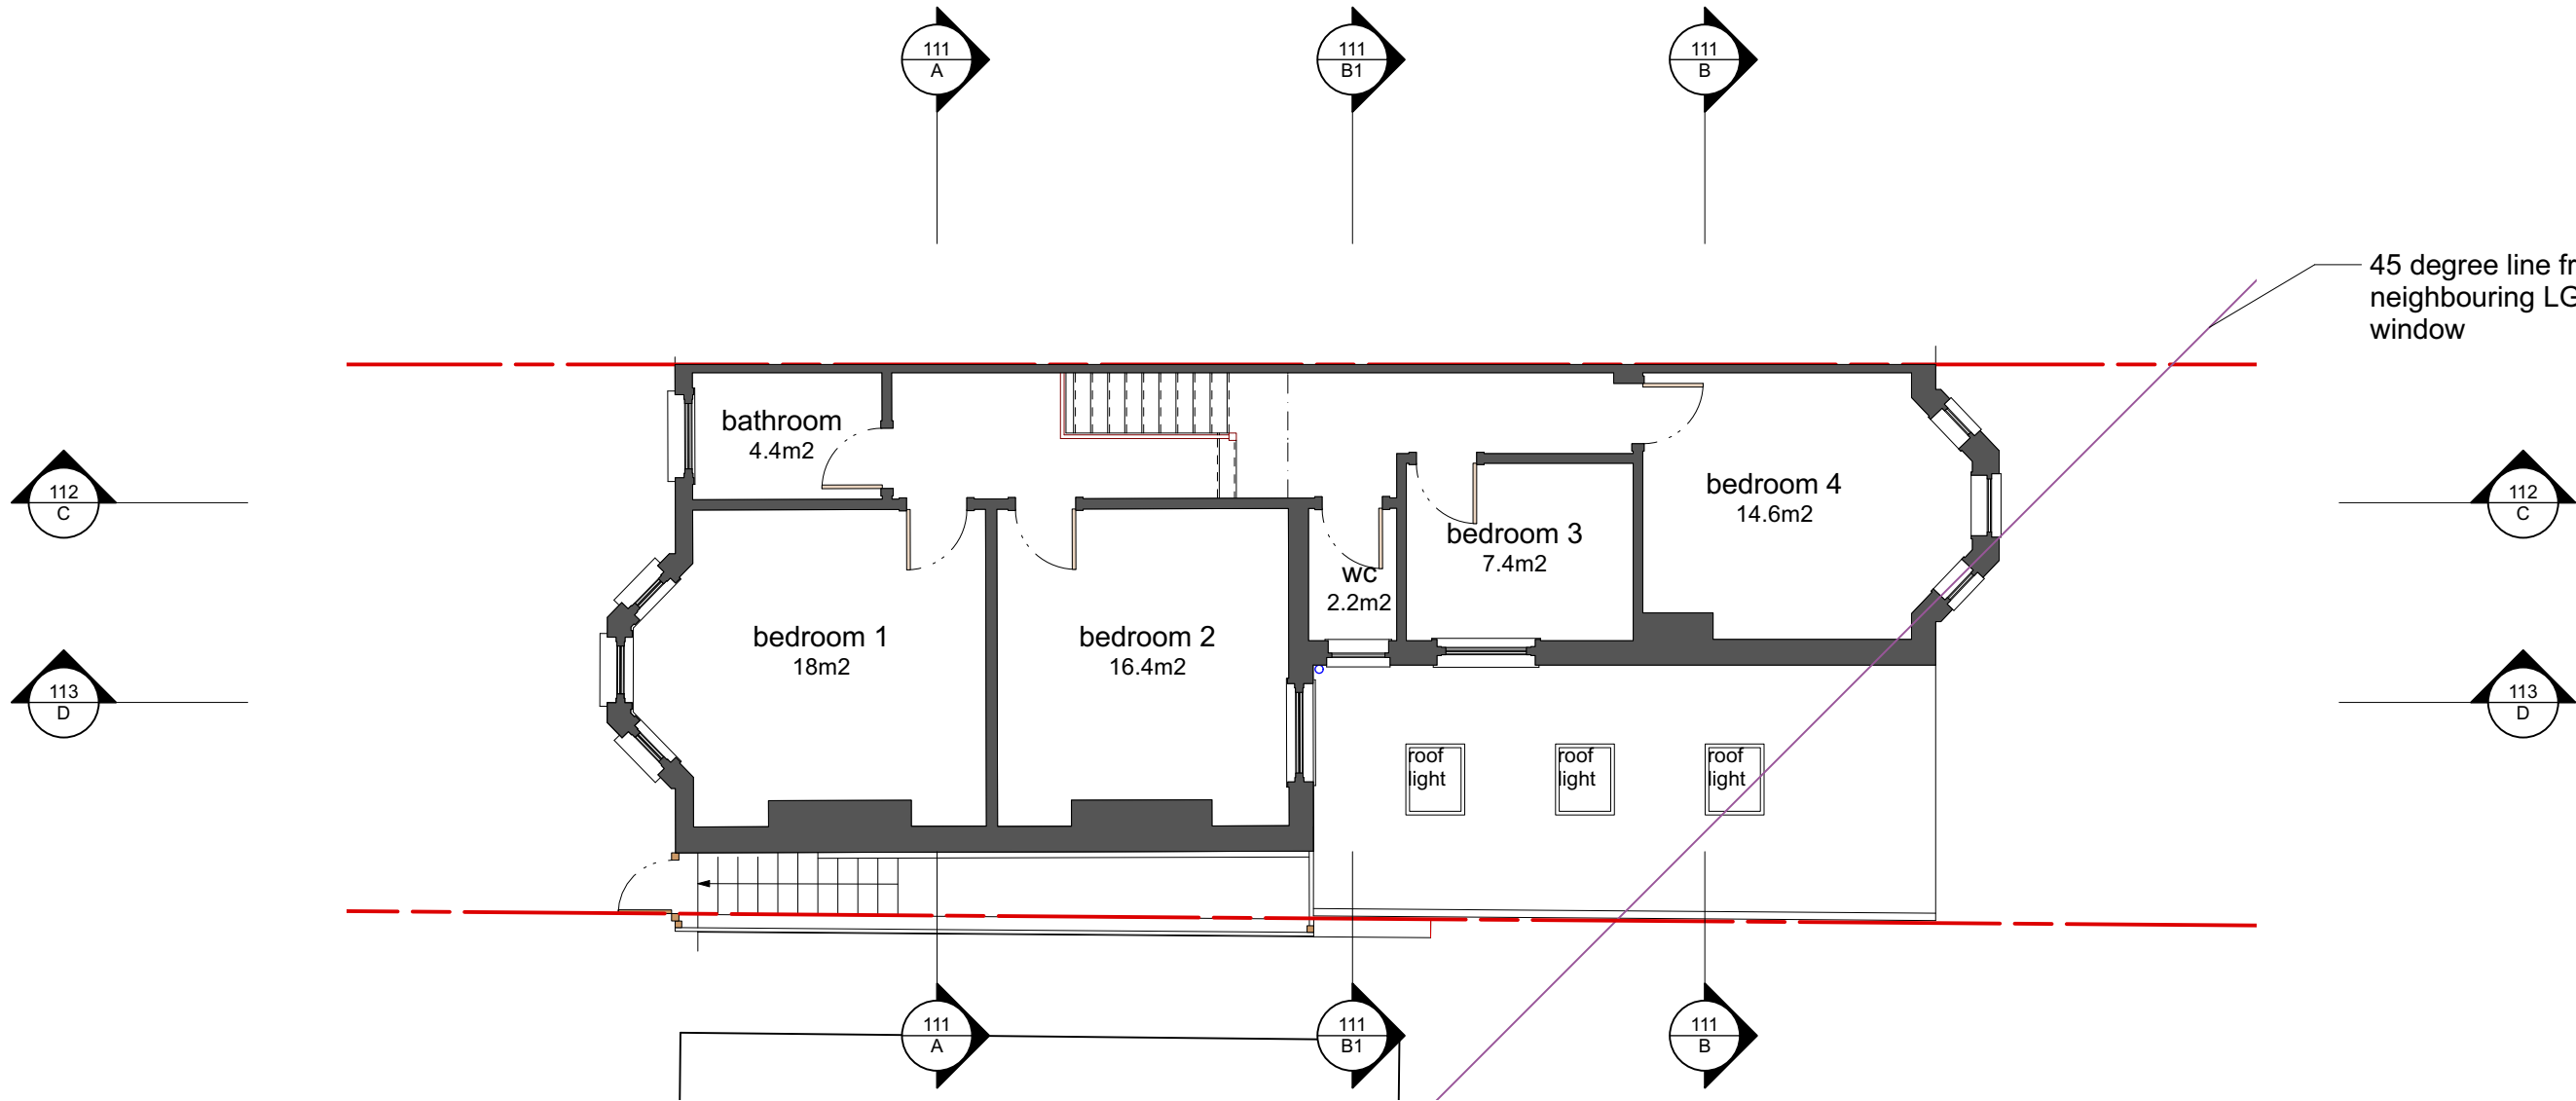 111
A
111
B1
111
B
45 degree line fr
neighbouring LG
window
bathroom
4.4m2
112
C
bedroom 4
14.6m2
112
C
bedroom 3
7.4m2
wc
2.2m2
bedroom 1
18m2
bedroom 2
16.4m2
113
D
113
D
roof
light
roof
light
roof
light
111
A
111
B1
111
B